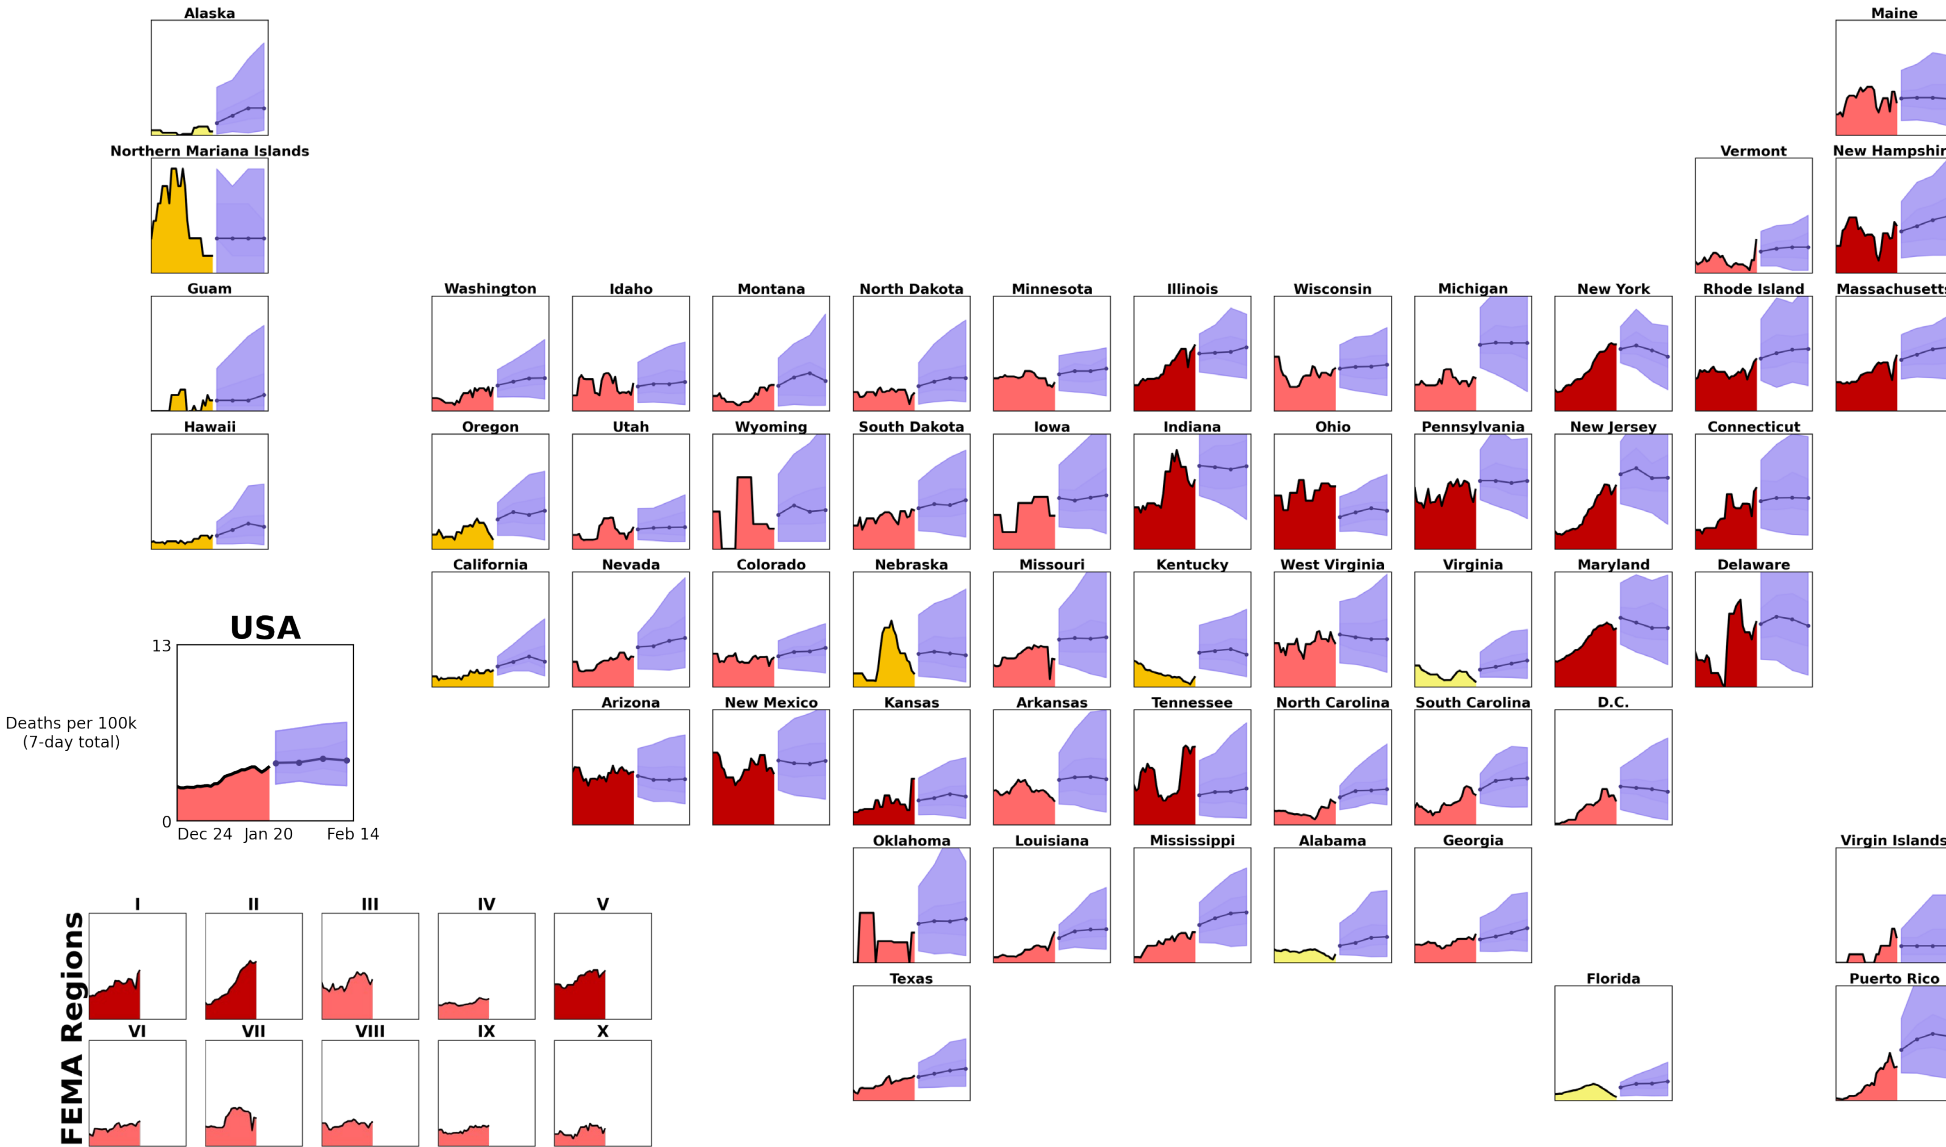 Alaska
Maine
Northern Mariana Islands
Vermont
New Hampshir
Guam
Washington
Idaho
Montana
North Dakota
Minnesota
Illinois
Wisconsin
Michigan
New York
Rhode Island
Massachusetts
Hawaii
Oregon
Utah
Wyoming
South Dakota
Iowa
Indiana
Ohio
Pennsylvania
New Jersey
Connecticut
California
Nevada
Colorado
Nebraska
Missouri
Kentucky
West Virginia
Virginia
Maryland
Delaware
USA
13
Deaths per 100k
(7-day total)
0
Dec 24
Jan 20
Feb 14
Arizona
New Mexico
Kansas
Arkansas
Tennessee
North Carolina
South Carolina
D.C.
Oklahoma
Louisiana
Mississippi
Alabama
Georgia
Virgin Islands
FEMA Regions
I
II
III
IV
V
VI
VII
VIII
IX
X
Texas
Florida
Puerto Rico